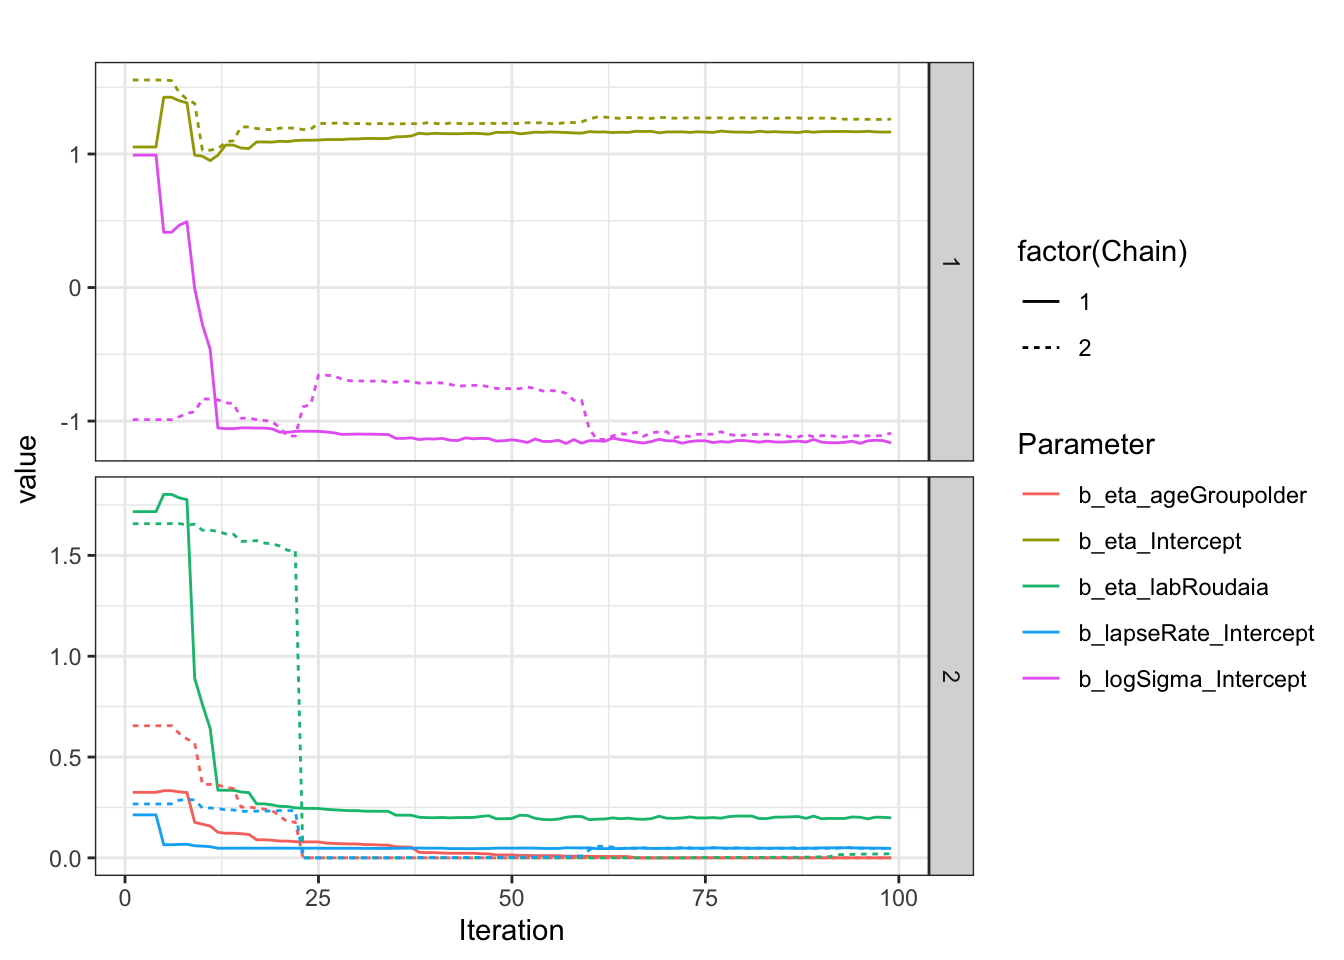 value
1
0
-1
1
1.5
1.0
0.5
0.0
2
0
25
50
75
100
Iteration
factor(Chain)
1
2
Parameter
b_eta_ageGroupolder
b_eta_Intercept
b_eta_labRoudaia
b_lapseRate_Intercept
b_logSigma_Intercept